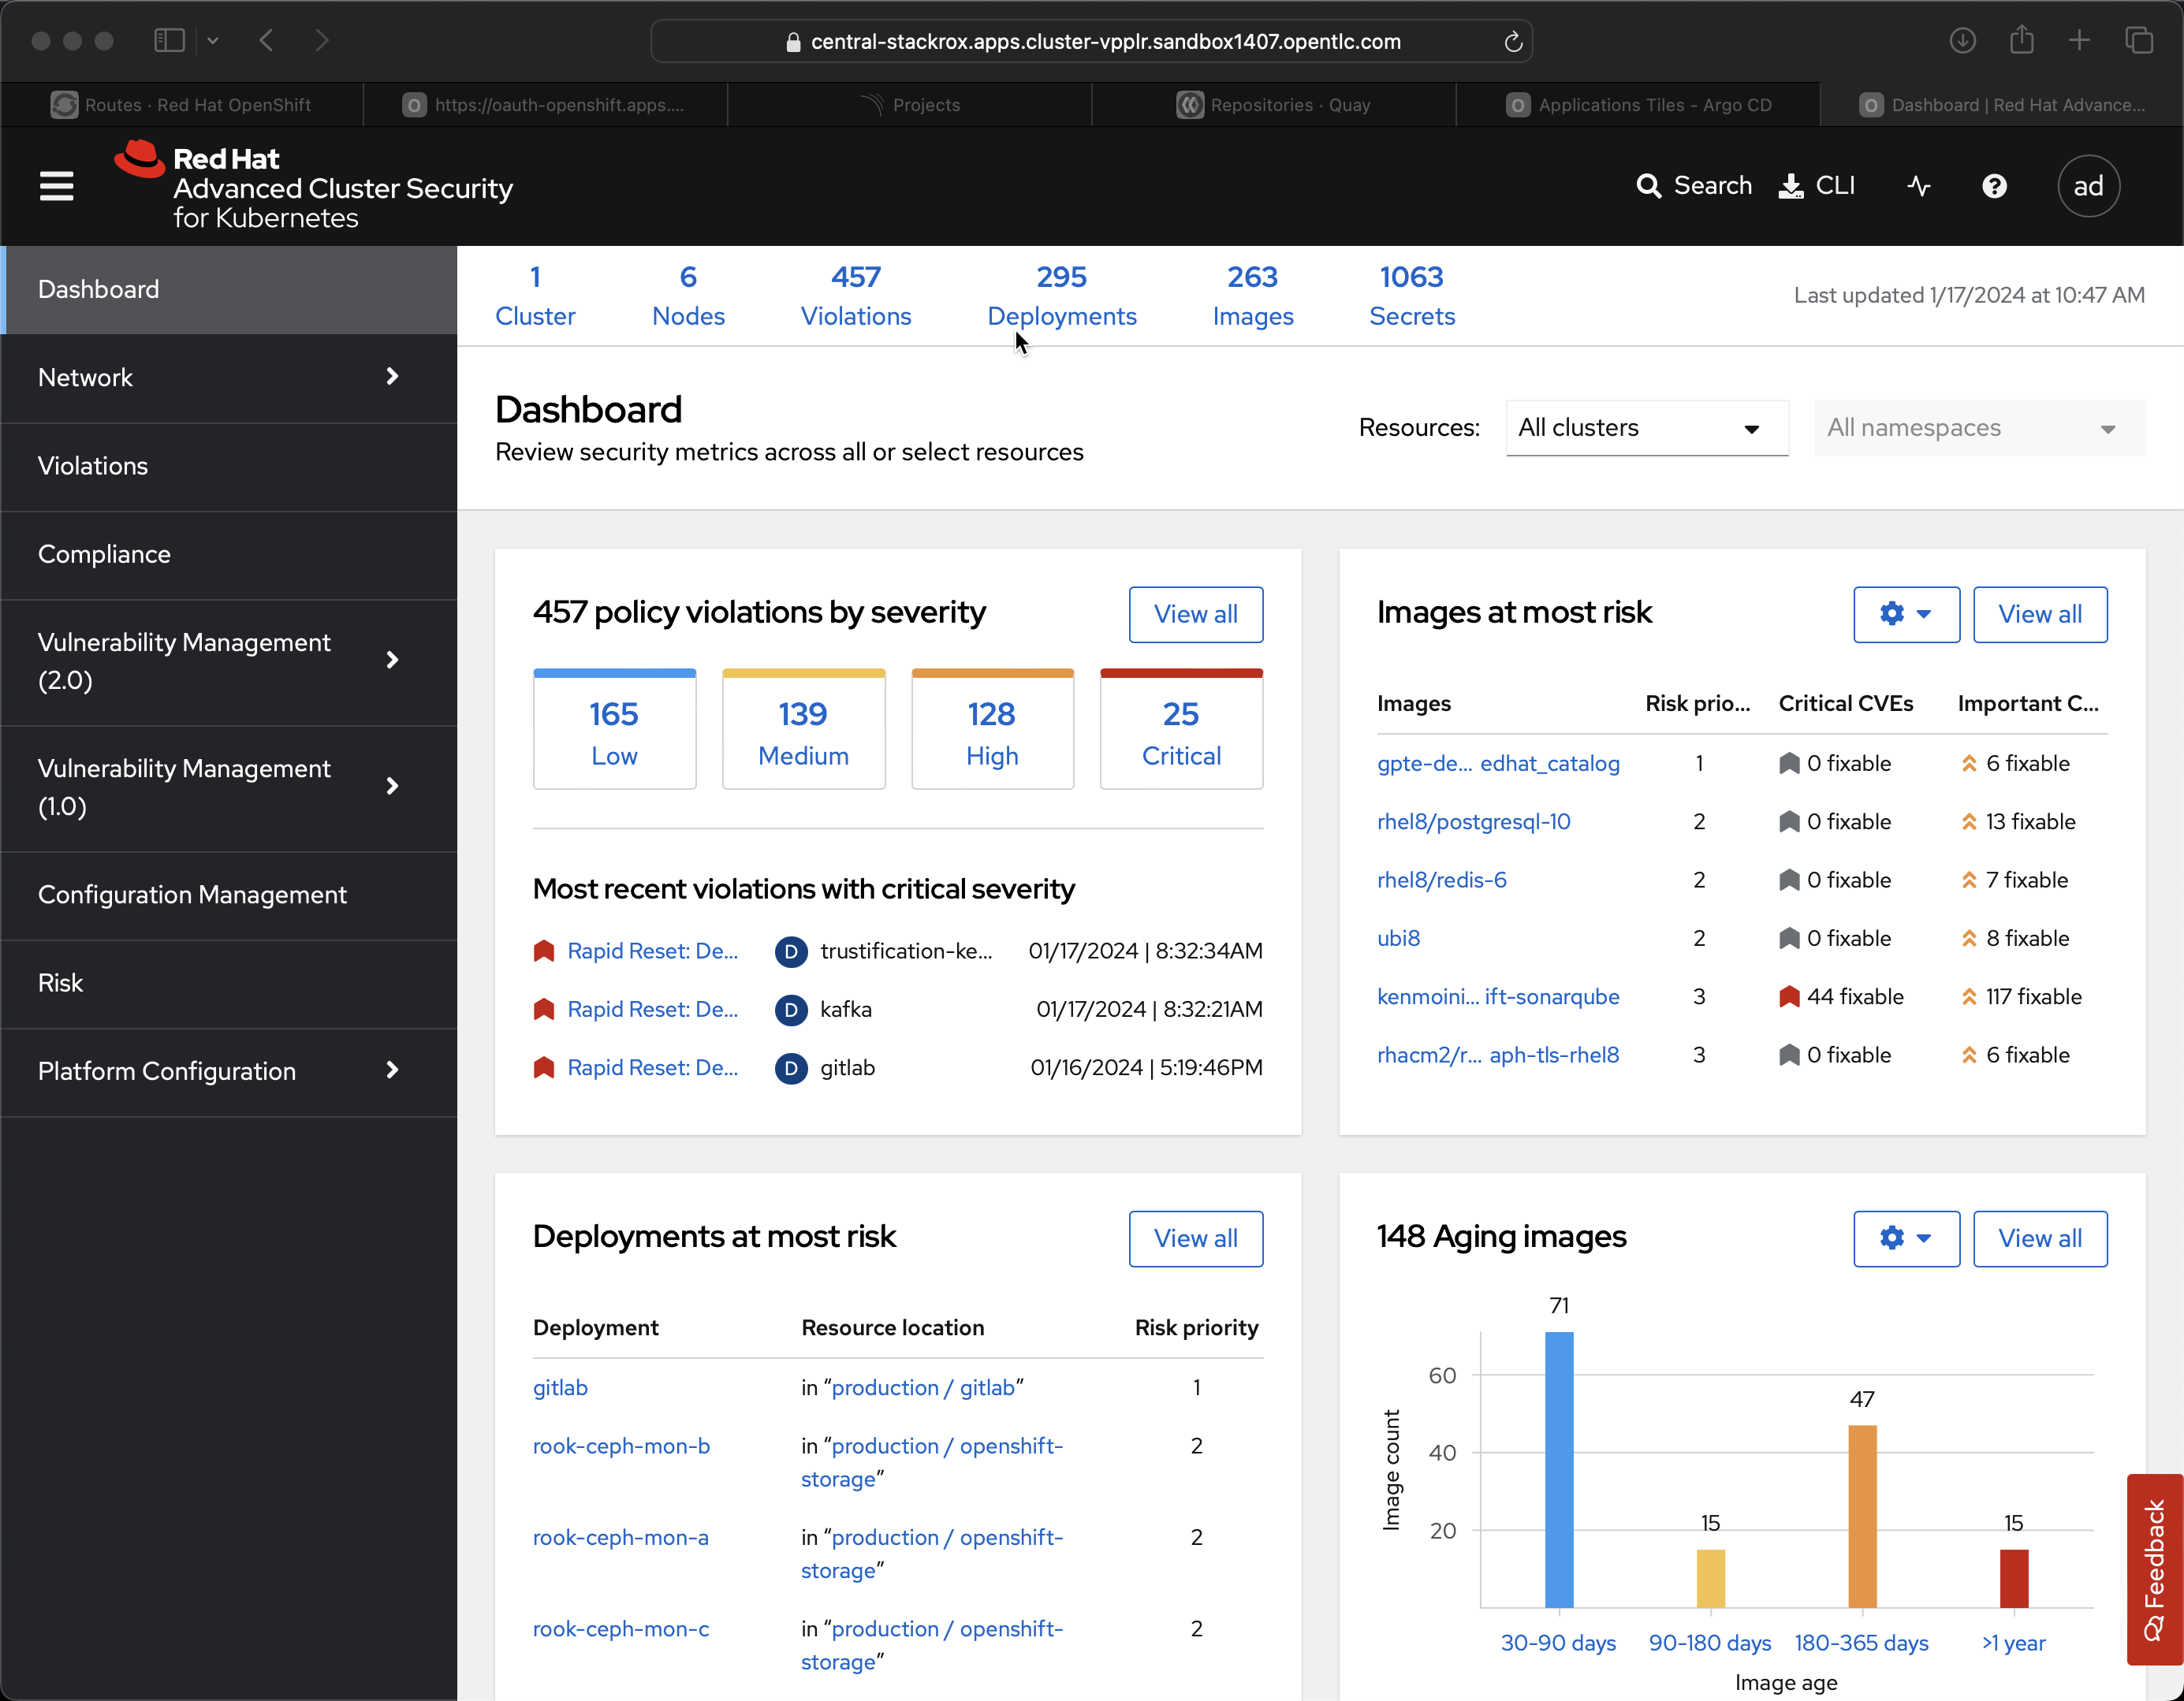 central-stackrox.apps.cluster-vpplr.sandbox1407.opentlc.com
Routes · Red Hat OpenShift
O https://oauth-openshift.apps....
Projects
Repositories · Quay
O Applications Tiles - Argo CD
O Dashboard | Red Hat Advance...
Red Hat
Advanced Cluster Security
for Kubernetes
Search
CLI
ad
Dashboard
Network
Violations
Compliance
Vulnerability Management
(2.0)
Vulnerability Management
(1.0)
Configuration Management
Risk
Platform Configuration
1 6 457 295 263 1063
Cluster Nodes Violations Deployments Images Secrets
Last updated 1/17/2024 at 10:47 AM
Dashboard
Review security metrics across all or select resources
Resources: All clusters All namespaces
457 policy violations by severity View all
165 139 128 25
Low Medium High Critical
Most recent violations with critical severity
Rapid Reset: De... D trustification-ke... 01/17/2024 | 8:32:34AM
Rapid Reset: De... D kafka 01/17/2024 | 8:32:21AM
Rapid Reset: De... D gitlab 01/16/2024 | 5:19:46PM
Images at most risk View all
Images Risk prio... Critical CVEs Important C...
gpte-de... edhat_catalog 1 0 fixable 6 fixable
rhel8/postgresql-10 2 0 fixable 13 fixable
rhel8/redis-6 2 0 fixable 7 fixable
ubi8 2 0 fixable 8 fixable
kenmoini... ift-sonarqube 3 44 fixable 117 fixable
rhacm2/r... aph-tls-rhel8 3 0 fixable 6 fixable
Deployments at most risk View all
Deployment Resource location Risk priority
gitlab in “production / gitlab” 1
rook-ceph-mon-b in “production / openshift- 2
storage”
rook-ceph-mon-a in “production / openshift- 2
storage”
rook-ceph-mon-c in “production / openshift- 2
storage”
148 Aging images View all
71
60
47
40
15 15
20
Image count
30-90 days 90-180 days 180-365 days >1 year
Image age
Feedback